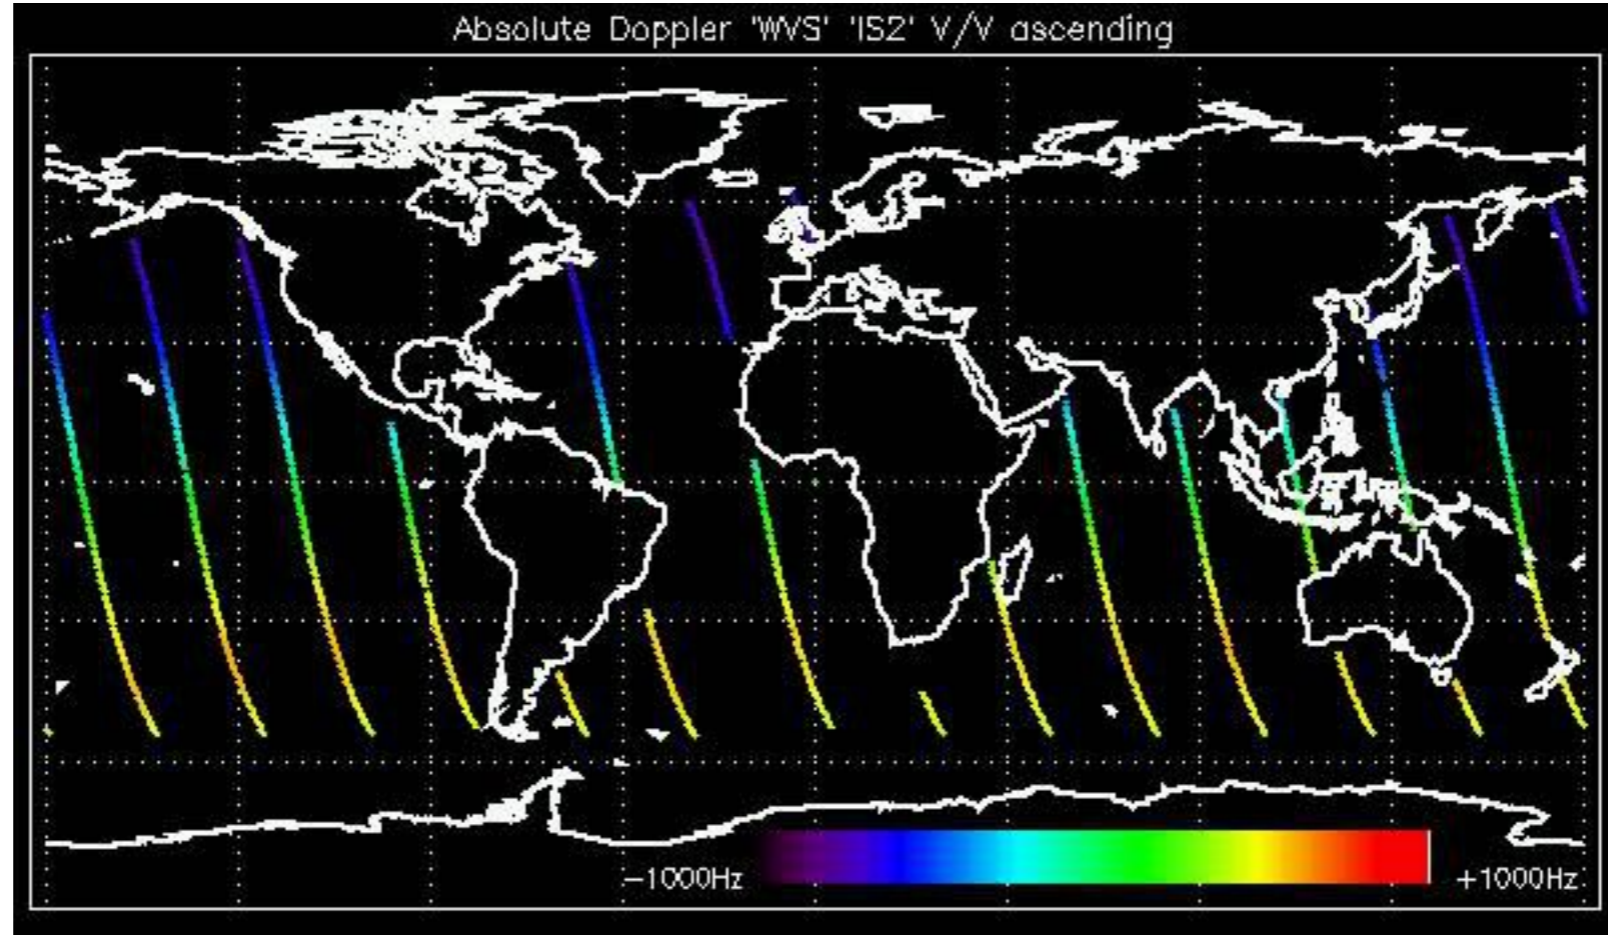 Absolute Doppler 'WVS' 'IS2' V/V ascending
-1000Hz
+1000Hz